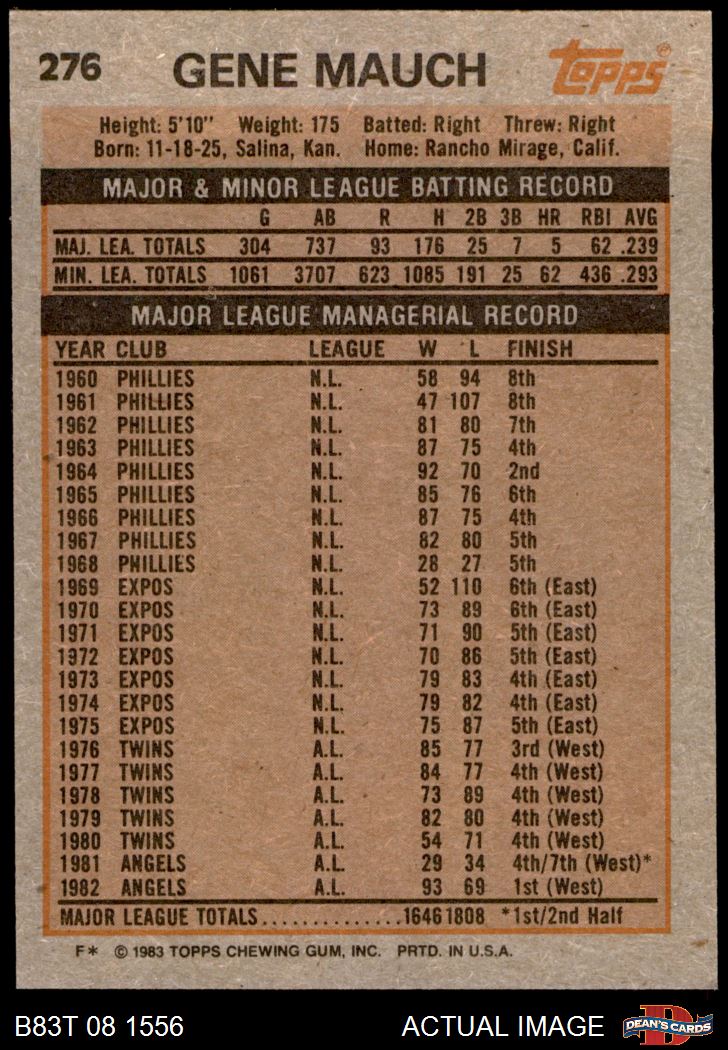 276 GENE MAUCH Topps®
Height: 5'10" Weight: 175 Batted: Right Threw: Right
Born: 11-18-25, Salina, Kan. Home: Rancho Mirage, Calif.
MAJOR & MINOR LEAGUE BATTING RECORD
G AB R H 2B 3B HR RBI AVG
MAJ. LEA. TOTALS 304 737 93 176 25 7 5 62 .239
MIN. LEA. TOTALS 1061 3707 623 1085 191 25 62 436 .293
MAJOR LEAGUE MANAGERIAL RECORD
YEAR CLUB LEAGUE W L FINISH
1960 PHILLIES N.L. 58 94 8th
1961 PHILLIES N.L. 47 107 8th
1962 PHILLIES N.L. 81 80 7th
1963 PHILLIES N.L. 87 75 4th
1964 PHILLIES N.L. 92 70 2nd
1965 PHILLIES N.L. 85 76 6th
1966 PHILLIES N.L. 87 75 4th
1967 PHILLIES N.L. 82 80 5th
1968 PHILLIES N.L. 28 27 5th
1969 EXPOS N.L. 52 110 6th (East)
1970 EXPOS N.L. 73 89 6th (East)
1971 EXPOS N.L. 71 90 5th (East)
1972 EXPOS N.L. 70 86 5th (East)
1973 EXPOS N.L. 79 83 4th (East)
1974 EXPOS N.L. 79 82 4th (East)
1975 EXPOS N.L. 75 87 5th (East)
1976 TWINS A.L. 85 77 3rd (West)
1977 TWINS A.L. 84 77 4th (West)
1978 TWINS A.L. 73 89 4th (West)
1979 TWINS A.L. 82 80 4th (West)
1980 TWINS A.L. 54 71 4th (West)
1981 ANGELS A.L. 29 34 4th/7th (West)*
1982 ANGELS A.L. 93 69 1st (West)
MAJOR LEAGUE TOTALS..............1646 1808 *1st/2nd Half
F* © 1983 TOPPS CHEWING GUM, INC. PRTD. IN U.S.A.
B83T 08 1556 ACTUAL IMAGE D DEAN'S CARDS